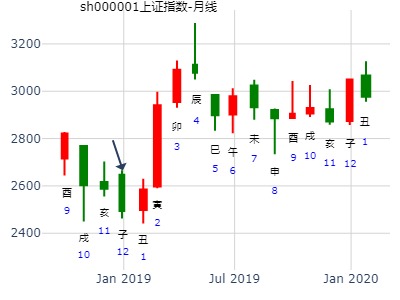 sh000001上证指数-月线
3200
3000
2800
2600
2400
酉
9
戌
10
亥
11
子
12
丑
1
寅
2
卯
3
辰
4
巳
5
午
6
未
7
申
8
酉
9
戌
10
亥
11
子
12
丑
1
Jan 2019
Jul 2019
Jan 2020